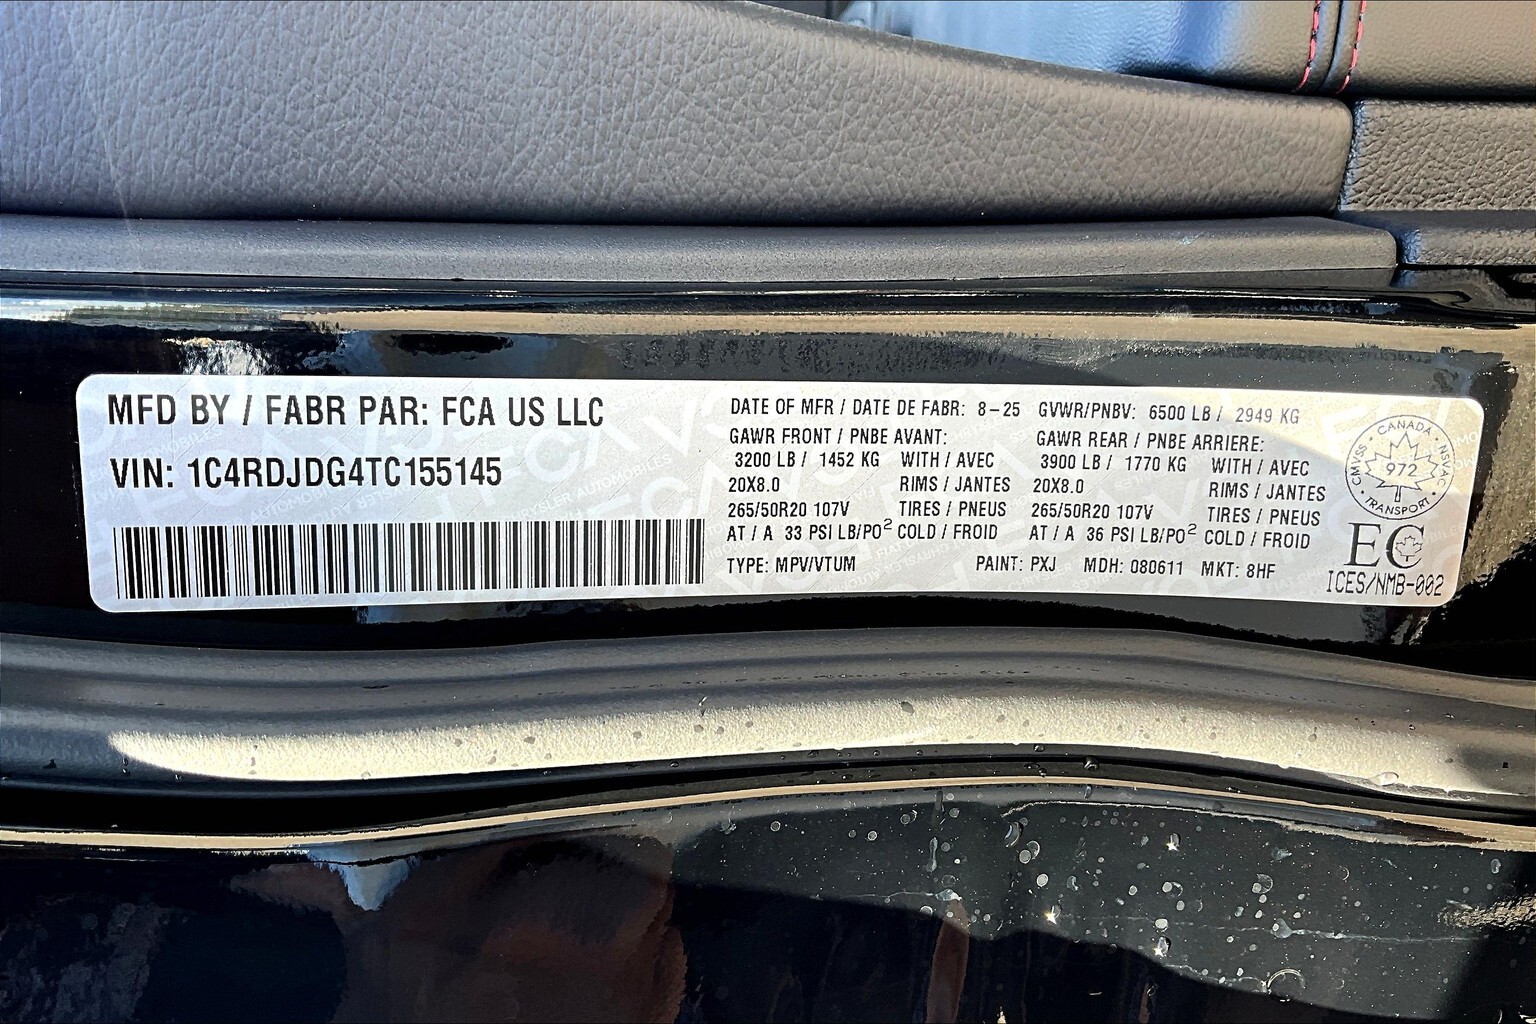 MFD BY / FABR PAR: FCA US LLC
VIN: 1C4RDJDG4TC155145
DATE OF MFR / DATE DE FABR: 8-25 GVWR/PNBV: 6500 LB / 2949 KG
GAWR FRONT / PNBE AVANT:
3200 LB / 1452 KG WITH / AVEC
20X8.0 RIMS / JANTES
265/50R20 107V TIRES / PNEUS
AT / A 33 PSI LB/PO² COLD / FROID
GAWR REAR / PNBE ARRIERE:
3900 LB / 1770 KG WITH / AVEC
20X8.0 RIMS / JANTES
265/50R20 107V TIRES / PNEUS
AT / A 36 PSI LB/PO² COLD / FROID
TYPE: MPV/VTUM PAINT: PXJ MDH: 080611 MKT: 8HF
CANADA
CMVSS 972 NSVAC
TRANSPORT
EC
ICES/NMB-002